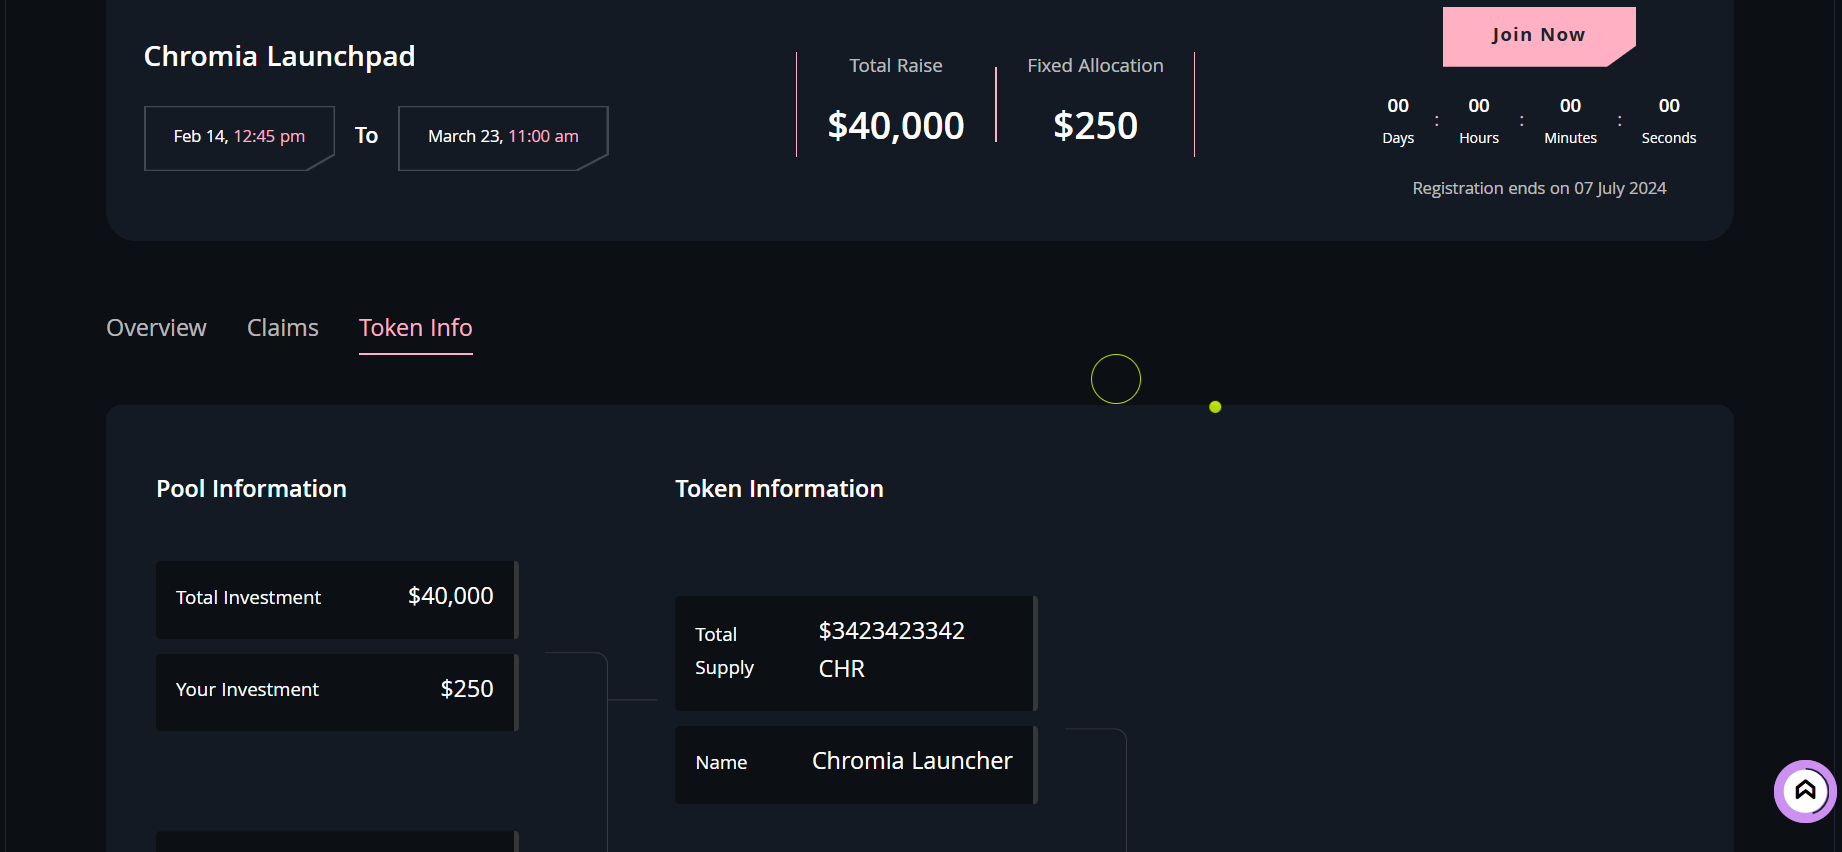 Chromia Launchpad
Feb 14, 12:45 pm To March 23, 11:00 am
Total Raise
$40,000
Fixed Allocation
$250
Join Now
00 : 00 : 00 : 00
Days Hours Minutes Seconds
Registration ends on 07 July 2024
Overview Claims Token Info
Pool Information
Total Investment $40,000
Your Investment $250
Token Information
Total Supply $3423423342 CHR
Name Chromia Launcher